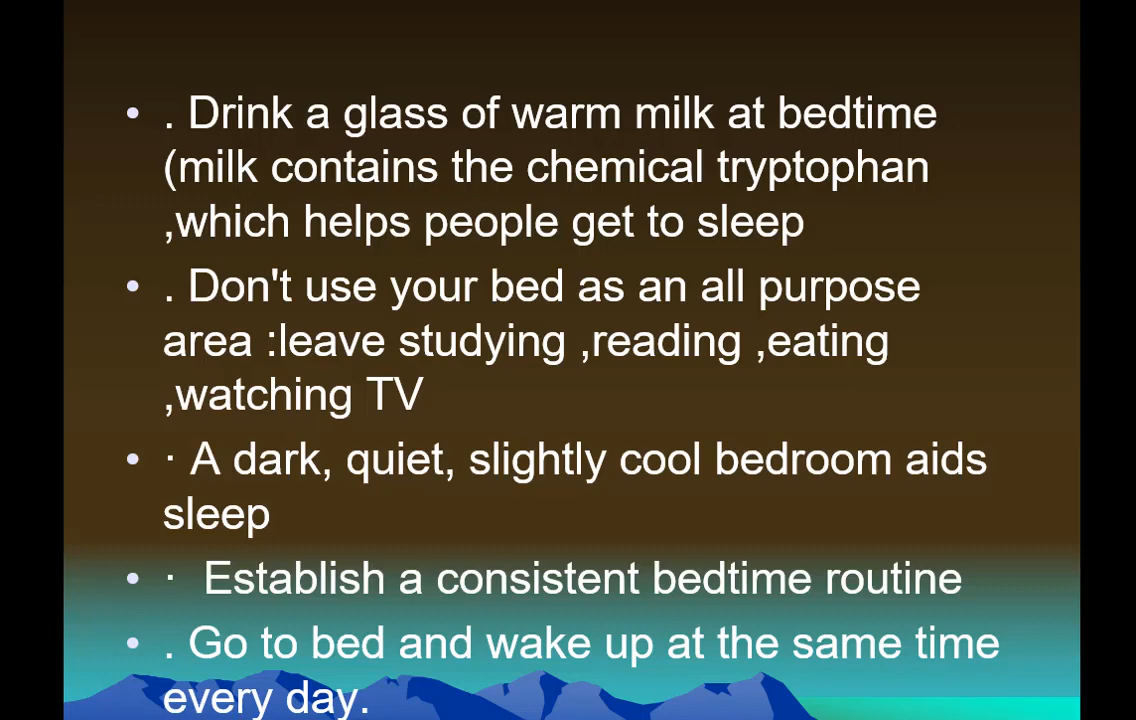 • . Drink a glass of warm milk at bedtime
(milk contains the chemical tryptophan
,which helps people get to sleep
• . Don't use your bed as an all purpose
area :leave studying ,reading ,eating
,watching TV
• · A dark, quiet, slightly cool bedroom aids
sleep
• ·  Establish a consistent bedtime routine
• . Go to bed and wake up at the same time
every day.